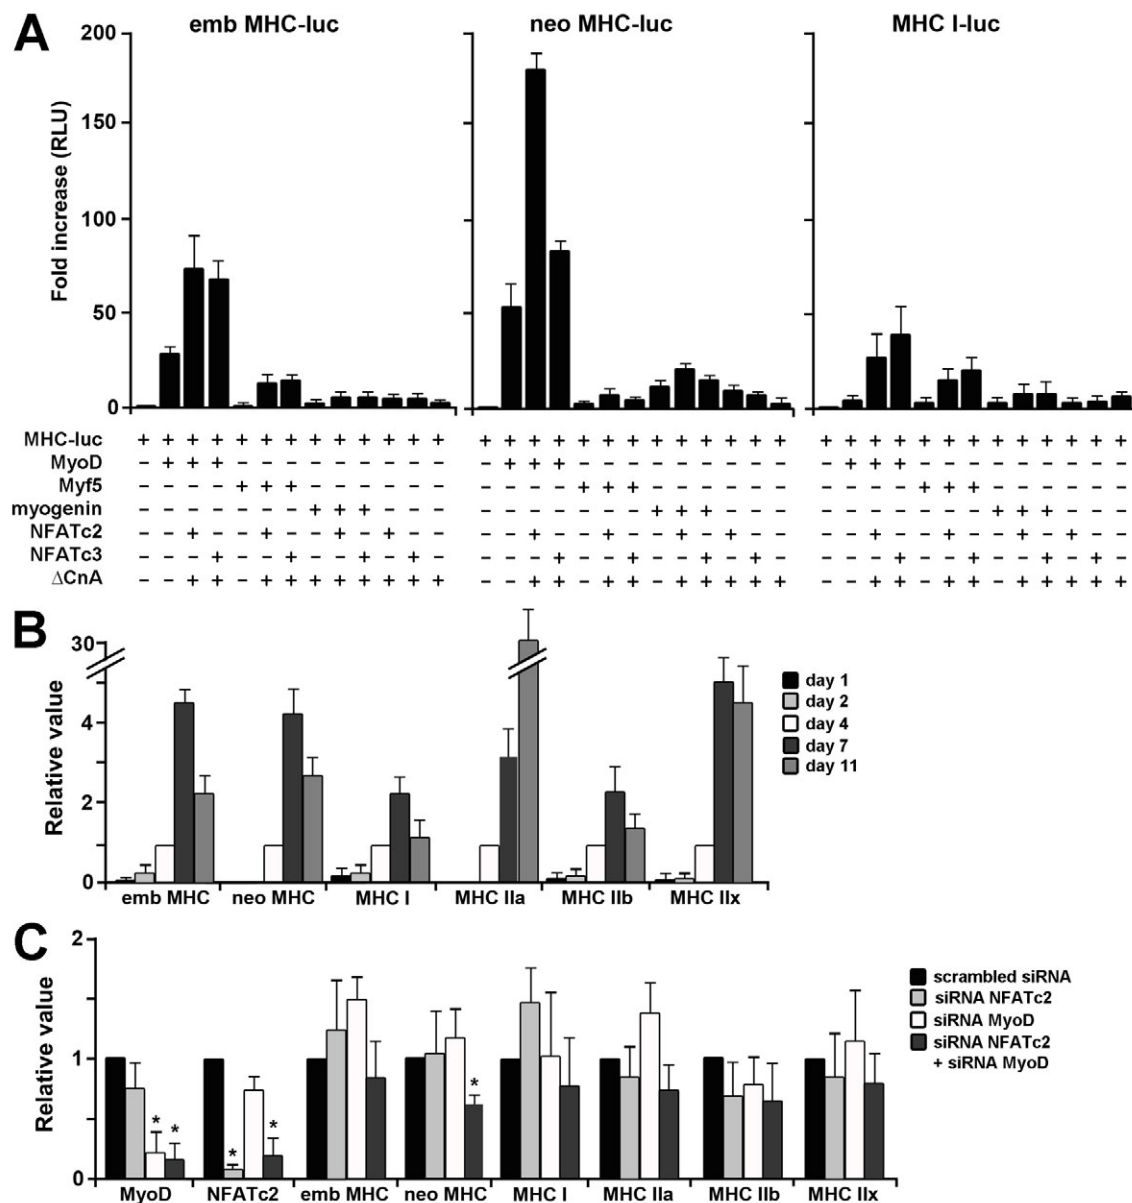 A
emb MHC-luc
neo MHC-luc
MHC I-luc
Fold increase (RLU)
200
150
100
50
0
MHC-luc + + + + + + + + + + + + + + + + + + + + + + + + + + + + + + + + + + + + + + +
MyoD - + + + - - - - - - - - - - + + + - - - - - - - - - - + + + - - - - - - - - -
Myf5 - - - - + + + - - - - - - - - - - + + + - - - - - - - - - - + + + - - - - - -
myogenin - - - - - - - + + + - - - - - - - - - - + + + - - - - - - - - - - + + + - - -
NFATc2 - - + - - + - - + - + - - - - + - - + - - + - + - - - - + - - + - - + - + - -
NFATc3 - - - + - - + - - + - + - - - - + - - + - - + - + - - - - + - - + - - + - + -
ΔCnA - - + + - + + - + + + + + - - + + - + + - + + + + + - - + + - + + - + + + + +
B
Relative value
30
4
2
0
emb MHC neo MHC MHC I MHC IIa MHC IIb MHC IIx
day 1
day 2
day 4
day 7
day 11
C
Relative value
2
1
0
MyoD NFATc2 emb MHC neo MHC MHC I MHC IIa MHC IIb MHC IIx
* * * * *
scrambled siRNA
siRNA NFATc2
siRNA MyoD
siRNA NFATc2
+ siRNA MyoD